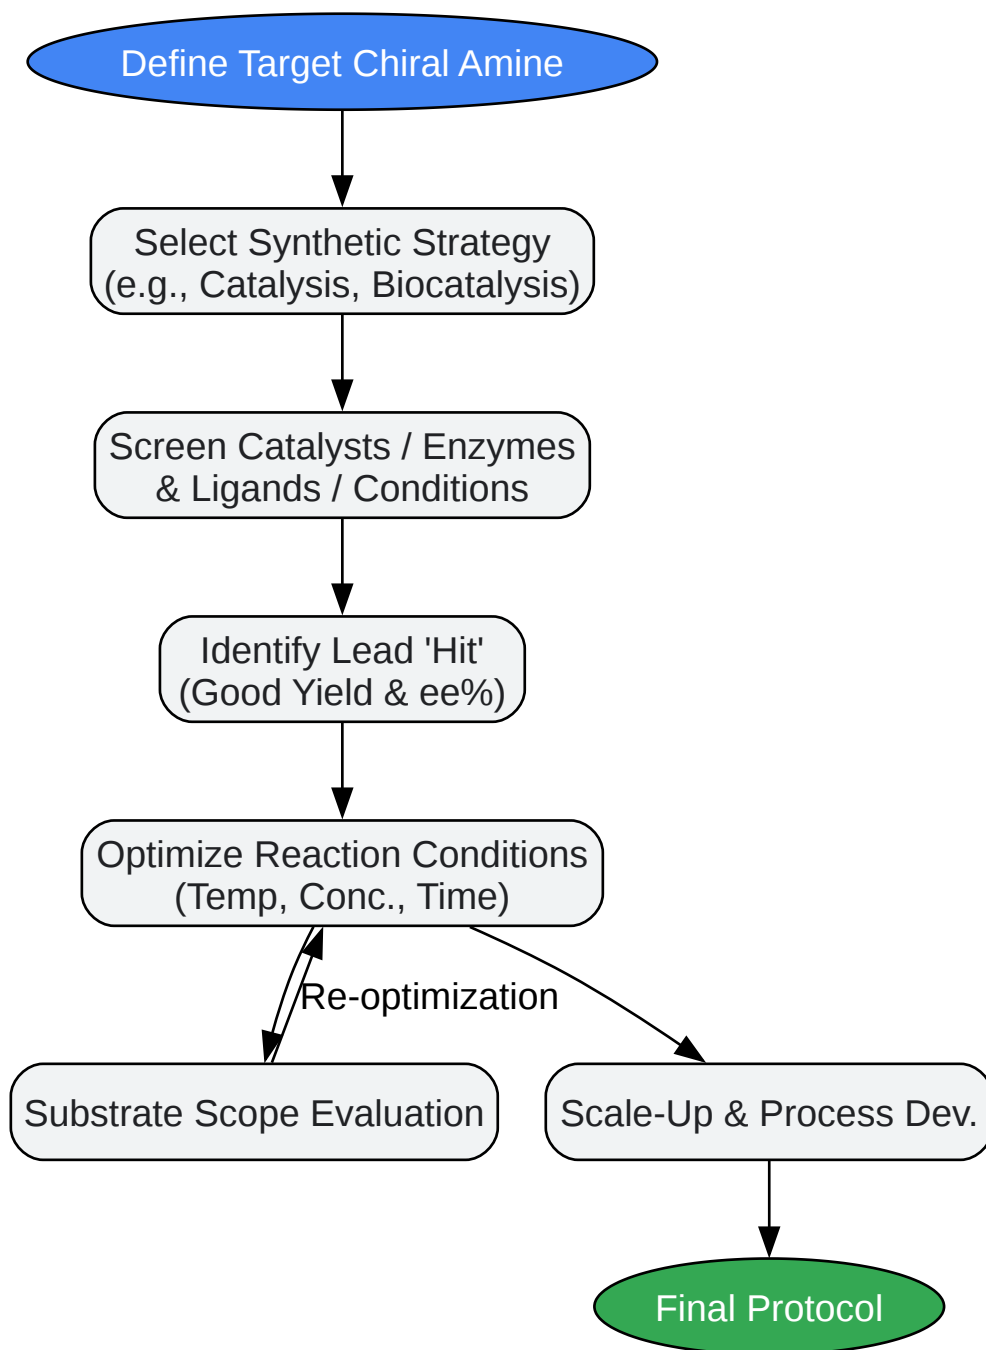 Define Target Chiral Amine
Select Synthetic Strategy
(e.g., Catalysis, Biocatalysis)
Screen Catalysts / Enzymes
& Ligands / Conditions
Identify Lead 'Hit'
(Good Yield & ee%)
Optimize Reaction Conditions
(Temp, Conc., Time)
Re-optimization
Substrate Scope Evaluation
Scale-Up & Process Dev.
Final Protocol